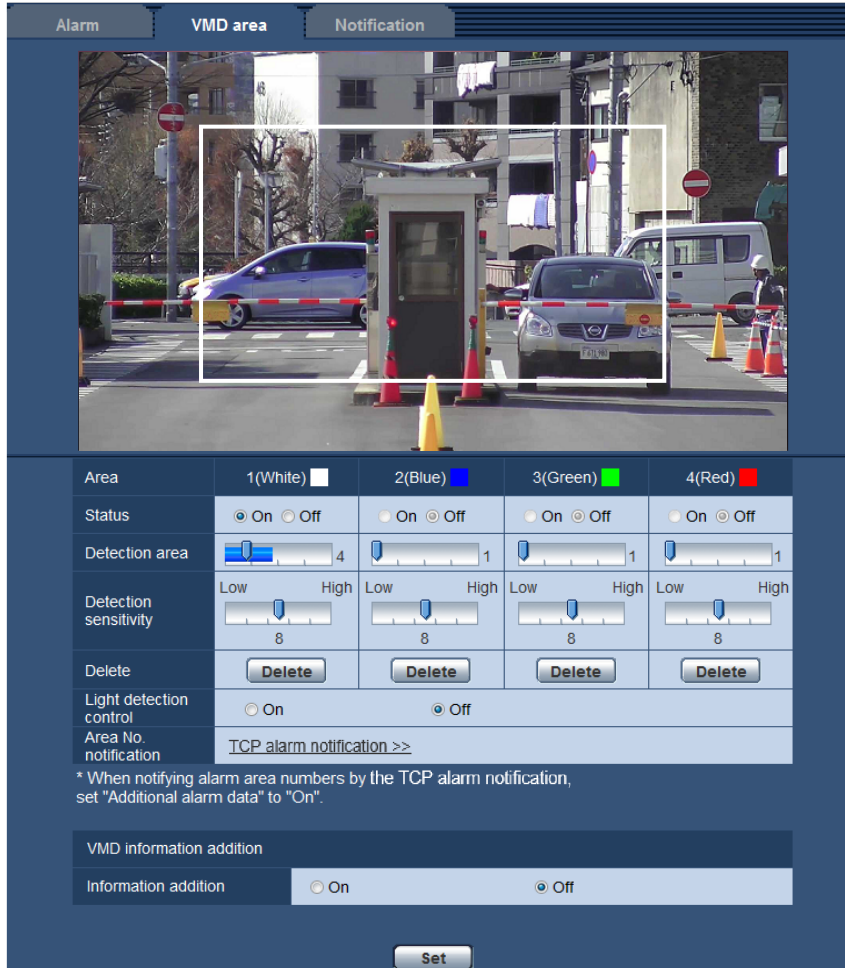 Alarm VMD area Notification
Area 1(White) 2(Blue) 3(Green) 4(Red)
Status On Off On Off On Off On Off
Detection area 4 1 1 1
Low High Low High Low High Low High
Detection sensitivity
8 8 8 8
Delete Delete Delete Delete Delete
Light detection control On Off
Area No. notification TCP alarm notification >>
* When notifying alarm area numbers by the TCP alarm notification,
set "Additional alarm data" to "On".
VMD information addition
Information addition On Off
Set